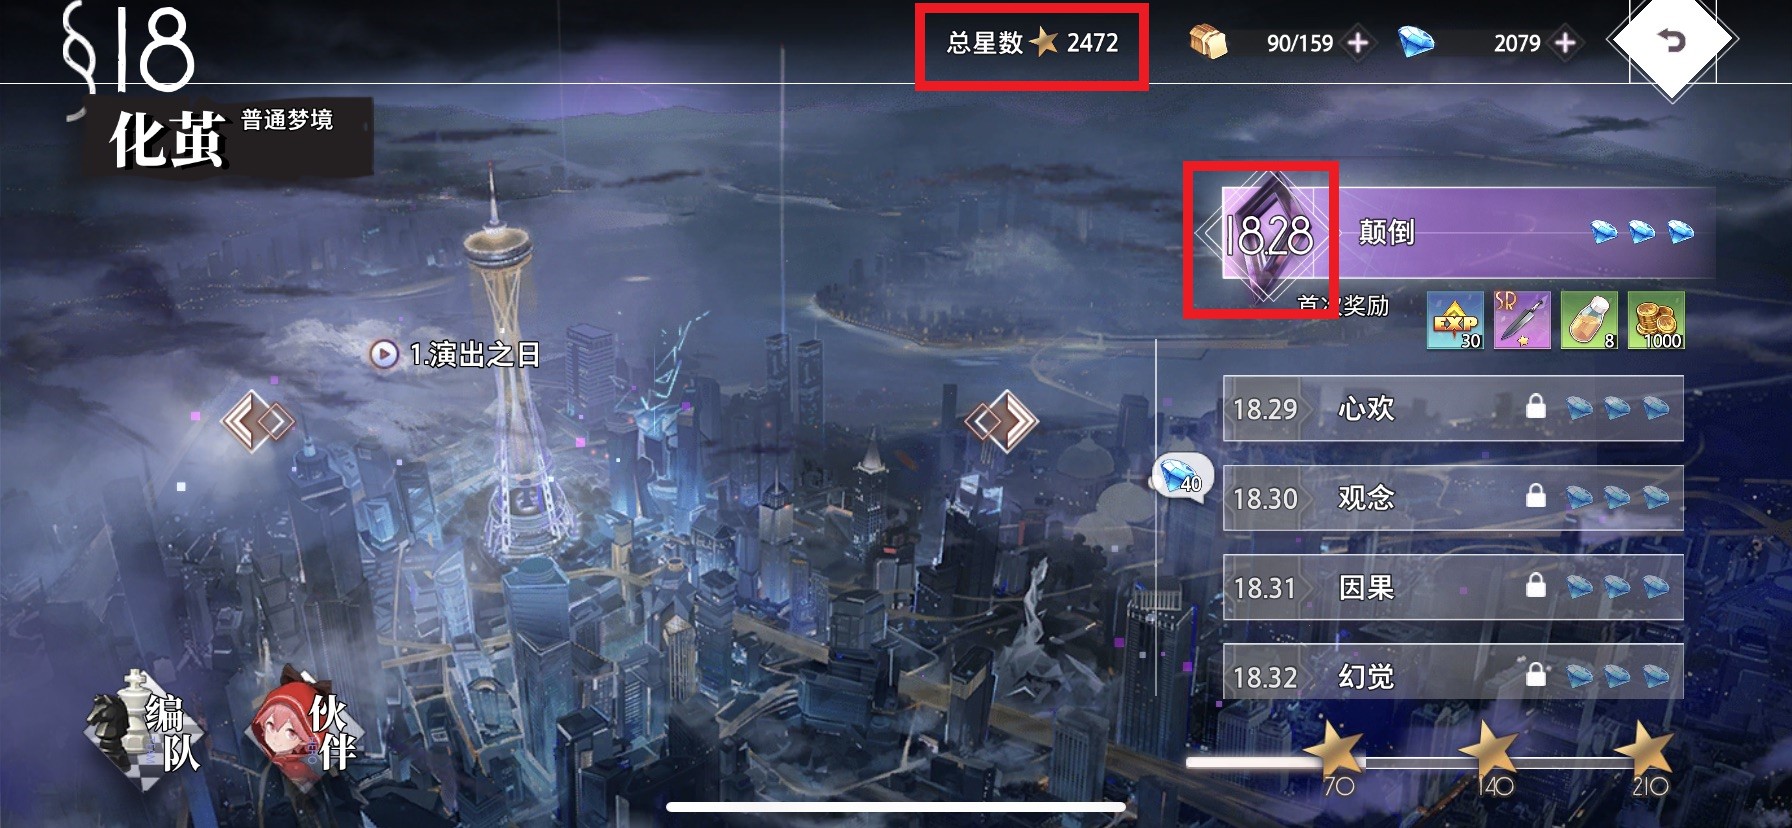 18
化茧
普通梦境
总星数 2472
90/159
2079
18.28
颠倒
首次奖励
EXP 30
SR
8
1000
1.演出之日
18.29 心欢
40
18.30 观念
18.31 因果
18.32 幻觉
编队
伙伴
70
140
210